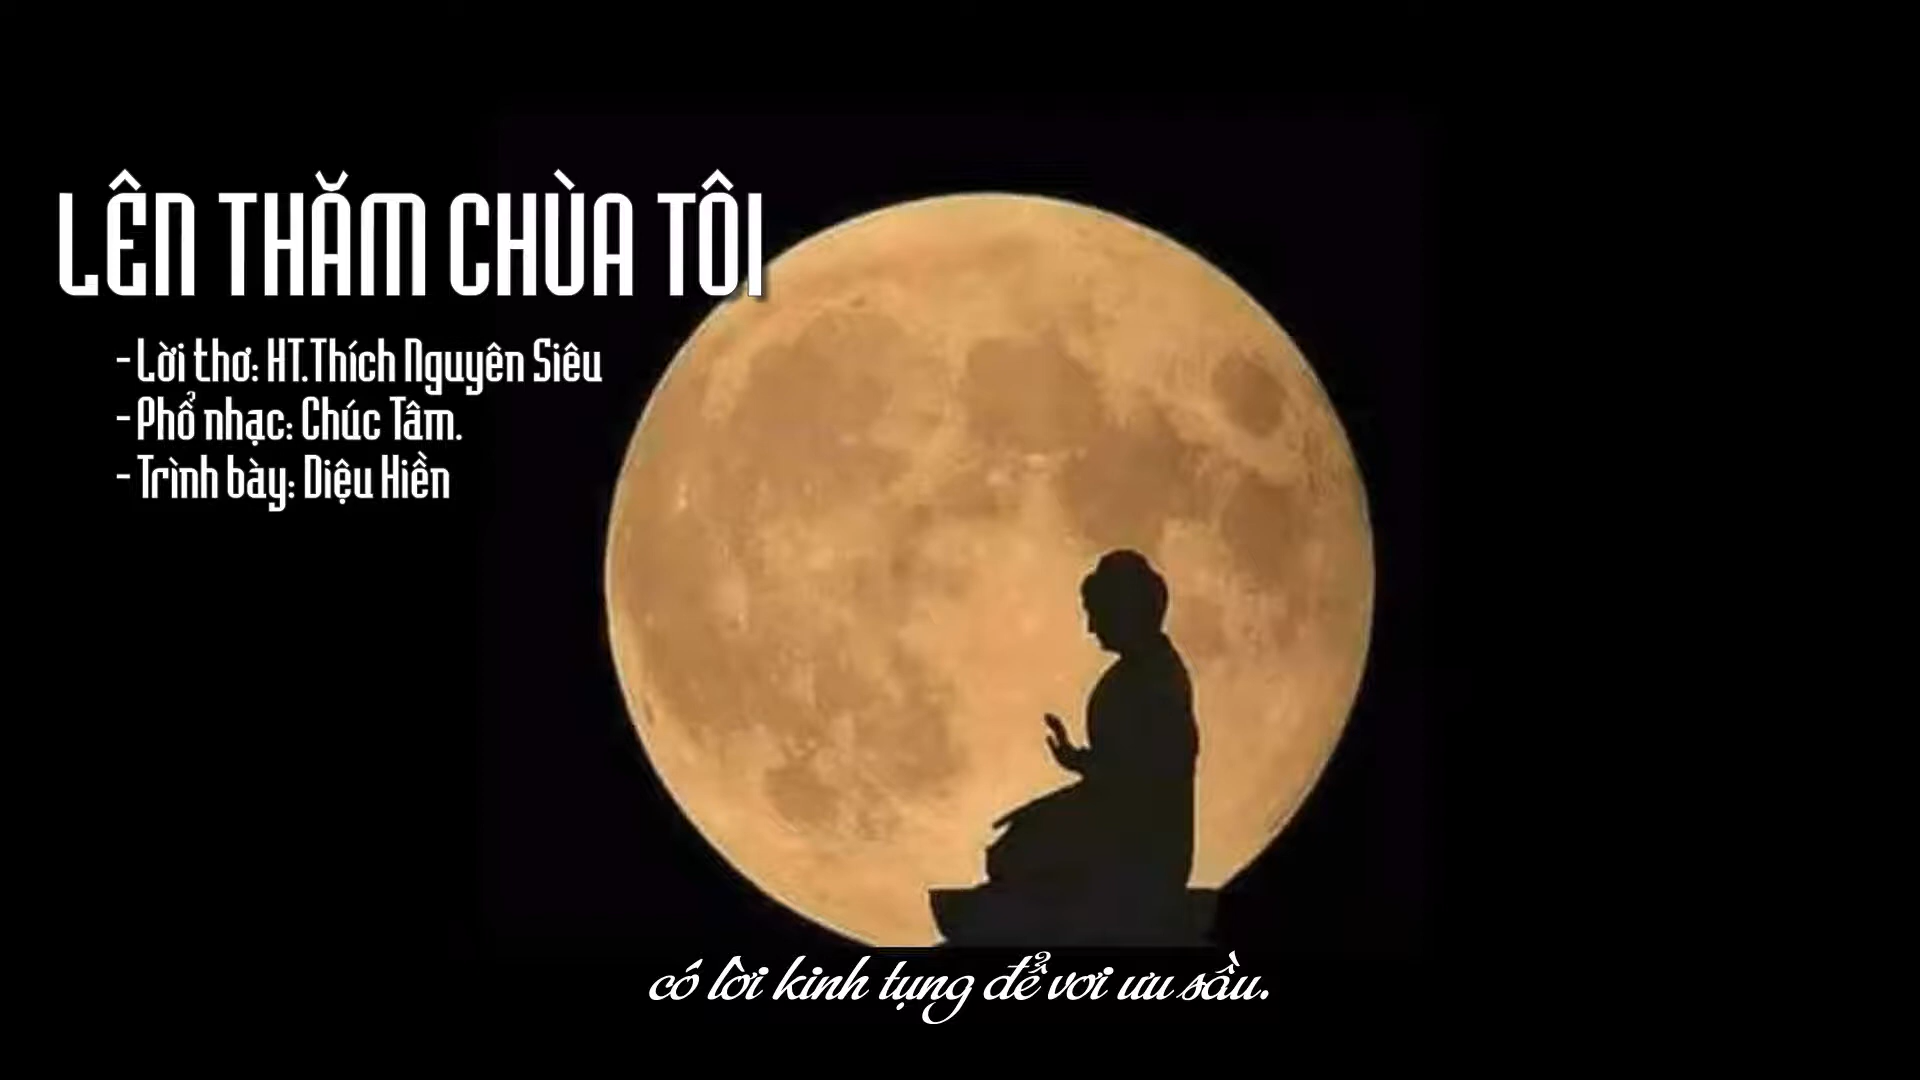 LÊN THĂM CHÙA TÔI
- Lời thơ: HT.Thích Nguyên Siêu
- Phổ nhạc: Chúc Tâm.
- Trình bày: Diệu Hiền
có lời kinh tụng để vơi ưu sầu.